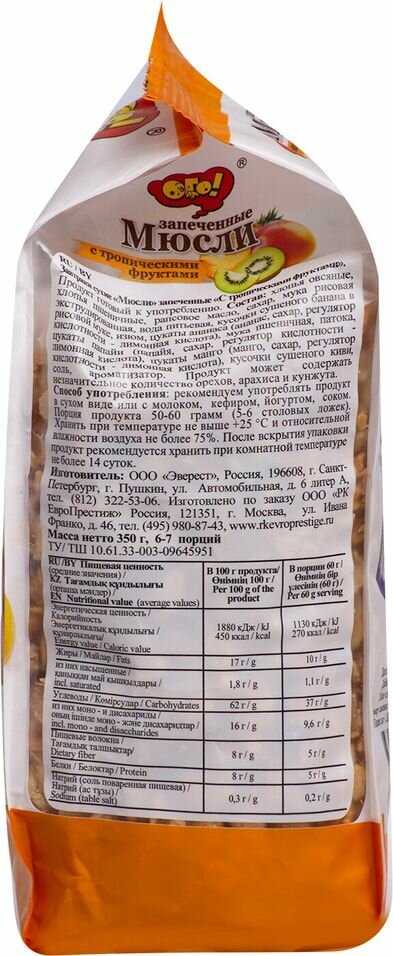 ®
ОГО!
®
запеченные
Мюсли
с тропическими
фруктами
RU / BY
Завтрак сухие «Мюсли» запеченные «С тропическими фруктами».
Продукт готовый к употреблению. Состав: хлопья овсяные,
хлопья пшеничные, рапсовое масло, сахар, мука рисовая
экструдированная, вода питьевая, кусочки сушеного банана в
рисовой муке, изюм, цукаты ананаса (ананас, сахар, регулятор
кислотности - лимонная кислота), мука пшеничная, патока,
цукаты папайи (папайя, сахар, регулятор кислотности -
лимонная кислота), цукаты манго (манго, сахар, регулятор
кислотности - лимонная кислота), кусочки сушеного киви,
соль, ароматизатор. Продукт может содержать
незначительное количество орехов, арахиса и кунжута.
Способ употребления: рекомендуем употреблять продукт
в сухом виде или с молоком, кефиром, йогуртом, соком.
Порция продукта 50-60 грамм (5-6 столовых ложек).
Хранить при температуре не выше +25 °С и относительной
влажности воздуха не более 75%. После вскрытия упаковки
продукт рекомендуется хранить при комнатной температуре
не более 14 суток.
Изготовитель: ООО «Эверест», Россия, 196608, г. Санкт-
Петербург, г. Пушкин, ул. Автомобильная, д. 6 литер А,
тел. (812) 322-53-06. Изготовлено по заказу ООО «РК
ЕвроПрестиж» Россия, 121351, г. Москва, ул. Ивана
Франко, д. 46, тел. (495) 980-87-43, www.rkevroprestige.ru
Масса нетто 350 г, 6-7 порций
ТУ/ ТШ 10.61.33-003-09645951
RU/BY Пищевая ценность
(средние значения) /
KZ Тағамдық құндылығы
(орташа мәндер) /
EN Nutritional value (average values)
В 100 г продукта/
Өнімнің 100 г /
Per 100 g of the
product
В порции 60 г/
Өнімнің бір
үлесінің (60 г) /
Per 60 g serving
Энергетическая ценность /
Калорийность
Энергетикалық құндылығы /
құнарлылығы/
Energy value / Caloric value
1880 кДж / kJ
450 ккал / kcal
1130 кДж /kJ
270 ккал / kcal
Жиры / Майлар / Fats
17 г / g
10 г / g
из них насыщенные /
қаныққан май қышқылдары /
incl. saturated
1,8 г / g
1,1 г / g
Углеводы / Көмірсулар / Carbohydrates
62 г / g
37 г / g
из них моно - и дисахариды /
оның ішінде моно - және дисахаридтар /
incl. mono - and disaccharides
16 г / g
9,6 г / g
Пищевые волокна /
Тағамдық талшықтар/
Dietary fiber
8 г / g
5 г / g
Белки / Белоктар / Protein
8 г / g
5 г / g
Натрий (соль поваренная пищевая) /
Натрий (ас тұзы) /
Sodium (table salt)
0,3 г / g
0,2 г / g